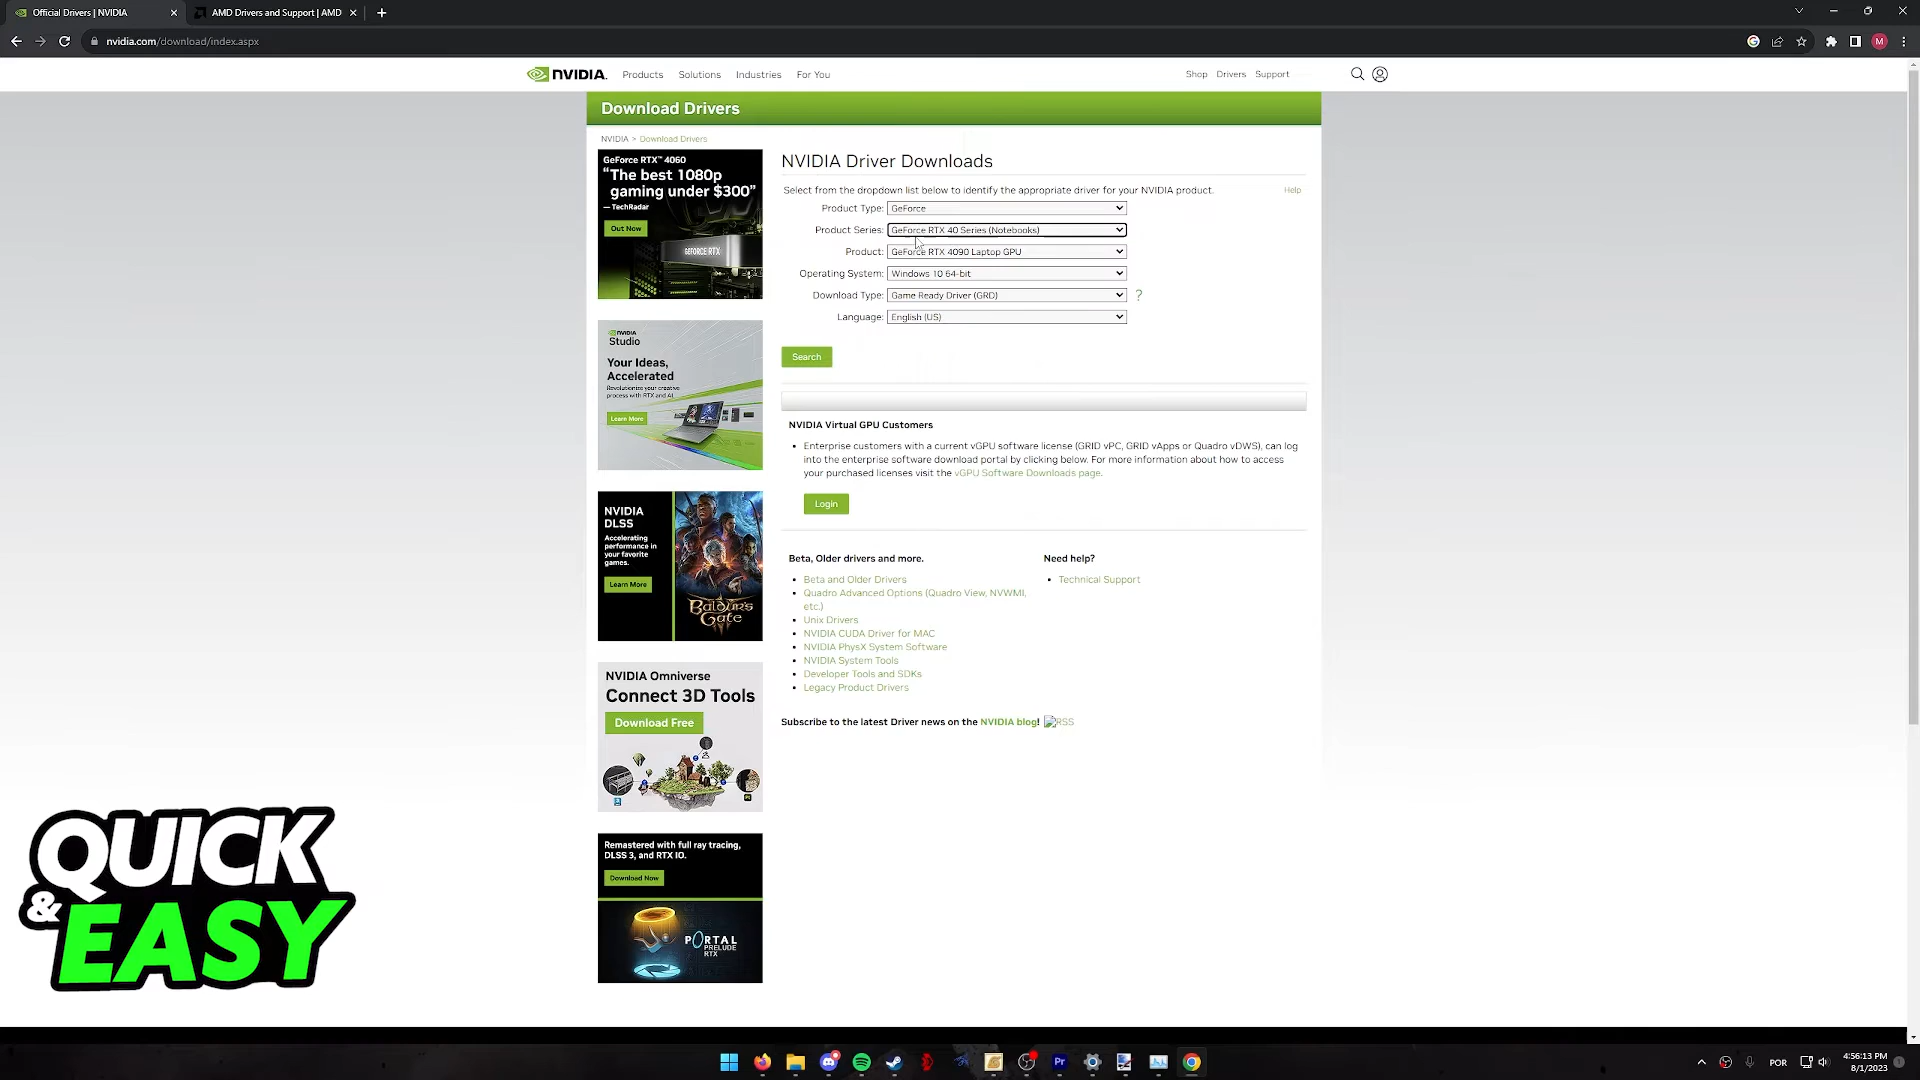 Official Drivers | NVIDIA
AMD Drivers and Support | AMD
nvidia.com/download/index.aspx
M
NVIDIA.
Products
Solutions
Industries
For You
Shop
Drivers
Support
Download Drivers
NVIDIA > Download Drivers
GeForce RTX™ 4060
“The best 1080p
gaming under $300”
— TechRadar
Out Now
GEFORCE RTX
NVIDIA Driver Downloads
Select from the dropdown list below to identify the appropriate driver for your NVIDIA product.
Help
Product Type: GeForce
Product Series: GeForce RTX 40 Series (Notebooks)
Product: GeForce RTX 4090 Laptop GPU
Operating System: Windows 10 64-bit
Download Type: Game Ready Driver (GRD) ?
Language: English (US)
Search
NVIDIA
Studio
Your Ideas,
Accelerated
Revolutionize your creative
process with RTX and AI.
Learn More
NVIDIA Virtual GPU Customers
Enterprise customers with a current vGPU software license (GRID vPC, GRID vApps or Quadro vDWS), can log
into the enterprise software download portal by clicking below. For more information about how to access
your purchased licenses visit the vGPU Software Downloads page.
Login
NVIDIA
DLSS
Accelerating
performance in
your favorite
games.
Learn More
BALDUR'S
GATE
Beta, Older drivers and more.
Beta and Older Drivers
Quadro Advanced Options (Quadro View, NVWMI,
etc.)
Unix Drivers
NVIDIA CUDA Driver for MAC
NVIDIA PhysX System Software
NVIDIA System Tools
Developer Tools and SDKs
Legacy Product Drivers
Need help?
Technical Support
Subscribe to the latest Driver news on the NVIDIA blog! RSS
NVIDIA Omniverse
Connect 3D Tools
Download Free
Remastered with full ray tracing,
DLSS 3, and RTX IO.
Download Now
PORTAL
PRELUDE
RTX
QUICK
& EASY
Pr
POR
4:56:13 PM
8/1/2023